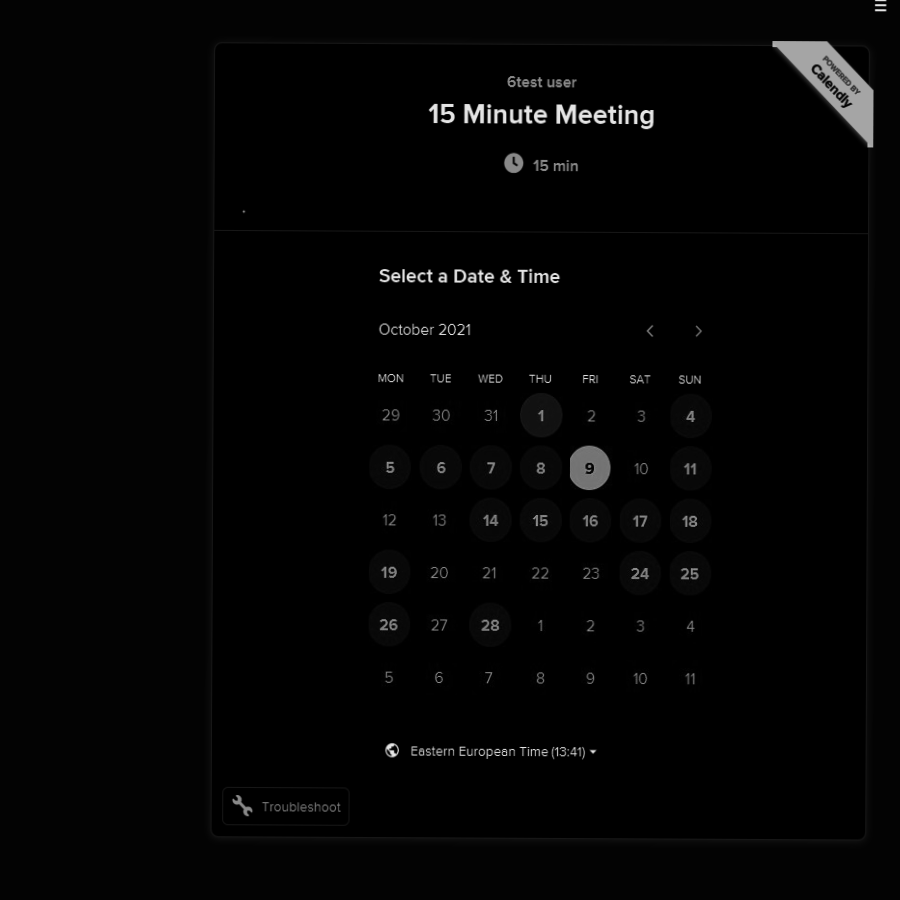 POWERED BY
Calendly
6test user
15 Minute Meeting
15 min
Select a Date & Time
October 2021
MON TUE WED THU FRI SAT SUN
29 30 31 1 2 3 4
5 6 7 8 9 10 11
12 13 14 15 16 17 18
19 20 21 22 23 24 25
26 27 28 1 2 3 4
5 6 7 8 9 10 11
Eastern European Time (13:41)
Troubleshoot